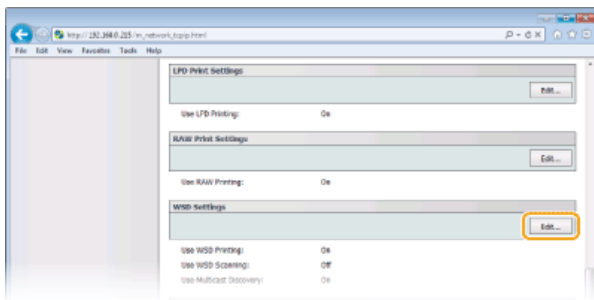 http://192.168.0.215/m_network_tcpip.html
File Edit View Favorites Tools Help
LPD Print Settings
Edit...
Use LPD Printing: On
RAW Print Settings
Edit...
Use RAW Printing: On
WSD Settings
Edit...
Use WSD Printing: On
Use WSD Scanning: Off
Use Multicast Discovery: On